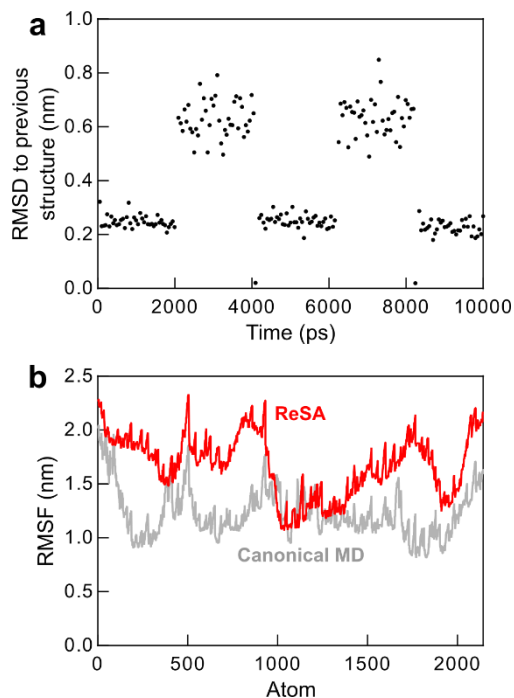 a
1.0
0.8
0.6
0.4
0.2
0.0
RMSD to previous
structure (nm)
0 2000 4000 6000 8000 10000
Time (ps)
b
2.5
2.0
1.5
1.0
0.5
0.0
RMSF (nm)
ReSA
Canonical MD
0 500 1000 1500 2000
Atom